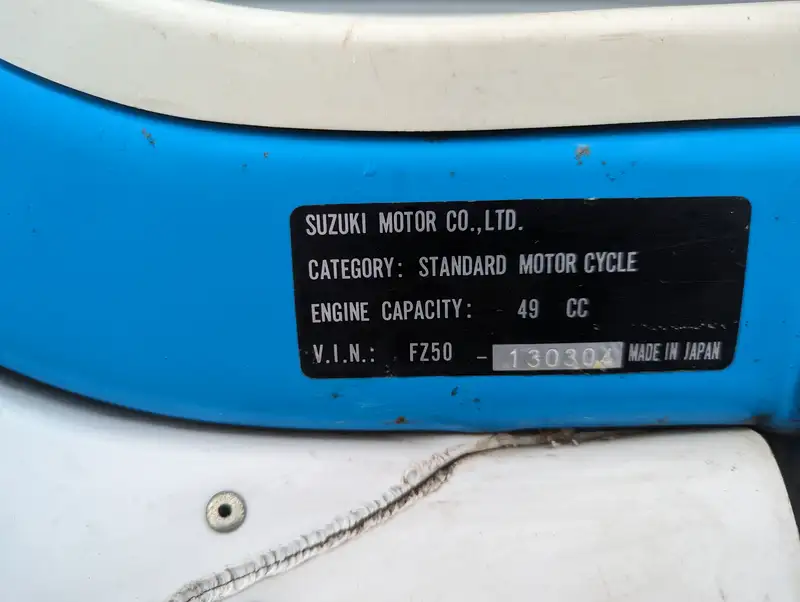 SUZUKI MOTOR CO.,LTD.
CATEGORY: STANDARD MOTOR CYCLE
ENGINE CAPACITY: 49 CC
V.I.N.: FZ50 - 130304 MADE IN JAPAN